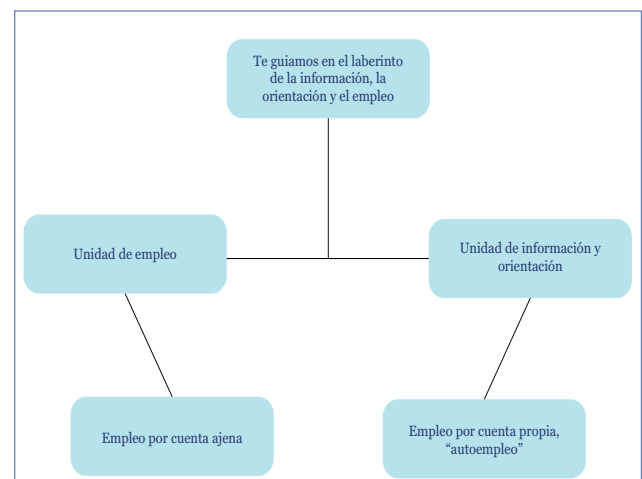 Te guiamos en el laberinto
de la información, la
orientación y el empleo
Unidad de empleo
Unidad de información y
orientación
Empleo por cuenta ajena
Empleo por cuenta propia,
“autoempleo”